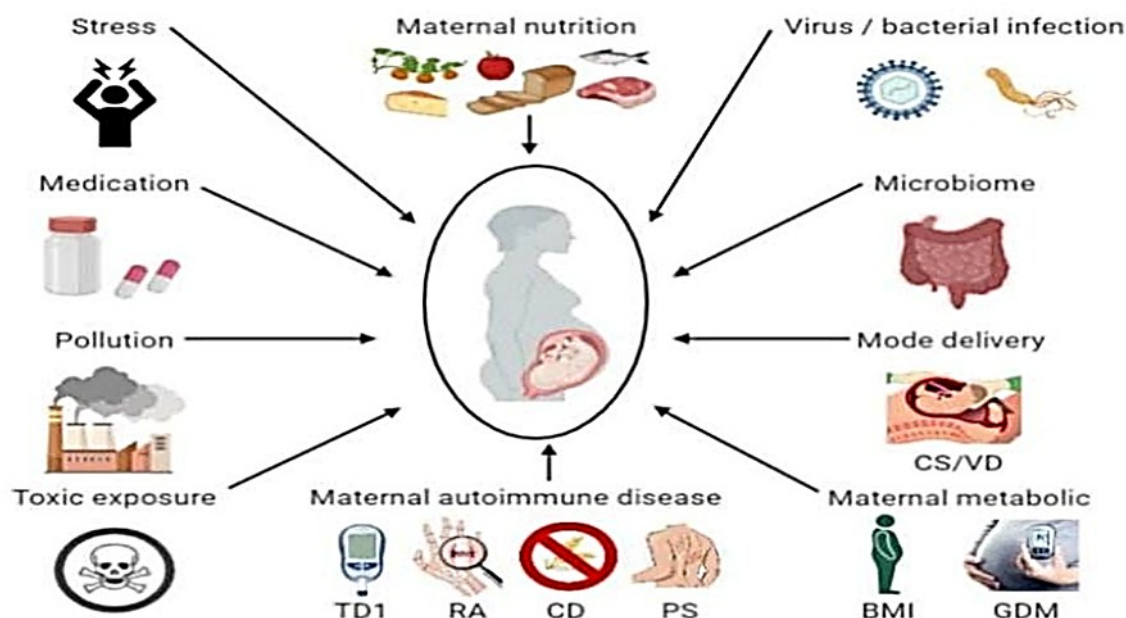 Stress
Maternal nutrition
Virus / bacterial infection
Medication
Microbiome
Pollution
Mode delivery
CS/VD
Toxic exposure
Maternal autoimmune disease
Maternal metabolic
TD1
RA
CD
PS
BMI
GDM